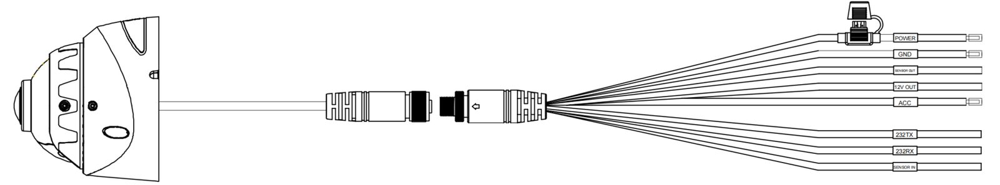 POWER
GND
SENSOR OUT
12V OUT
ACC
232TX
232RX
SENSOR IN